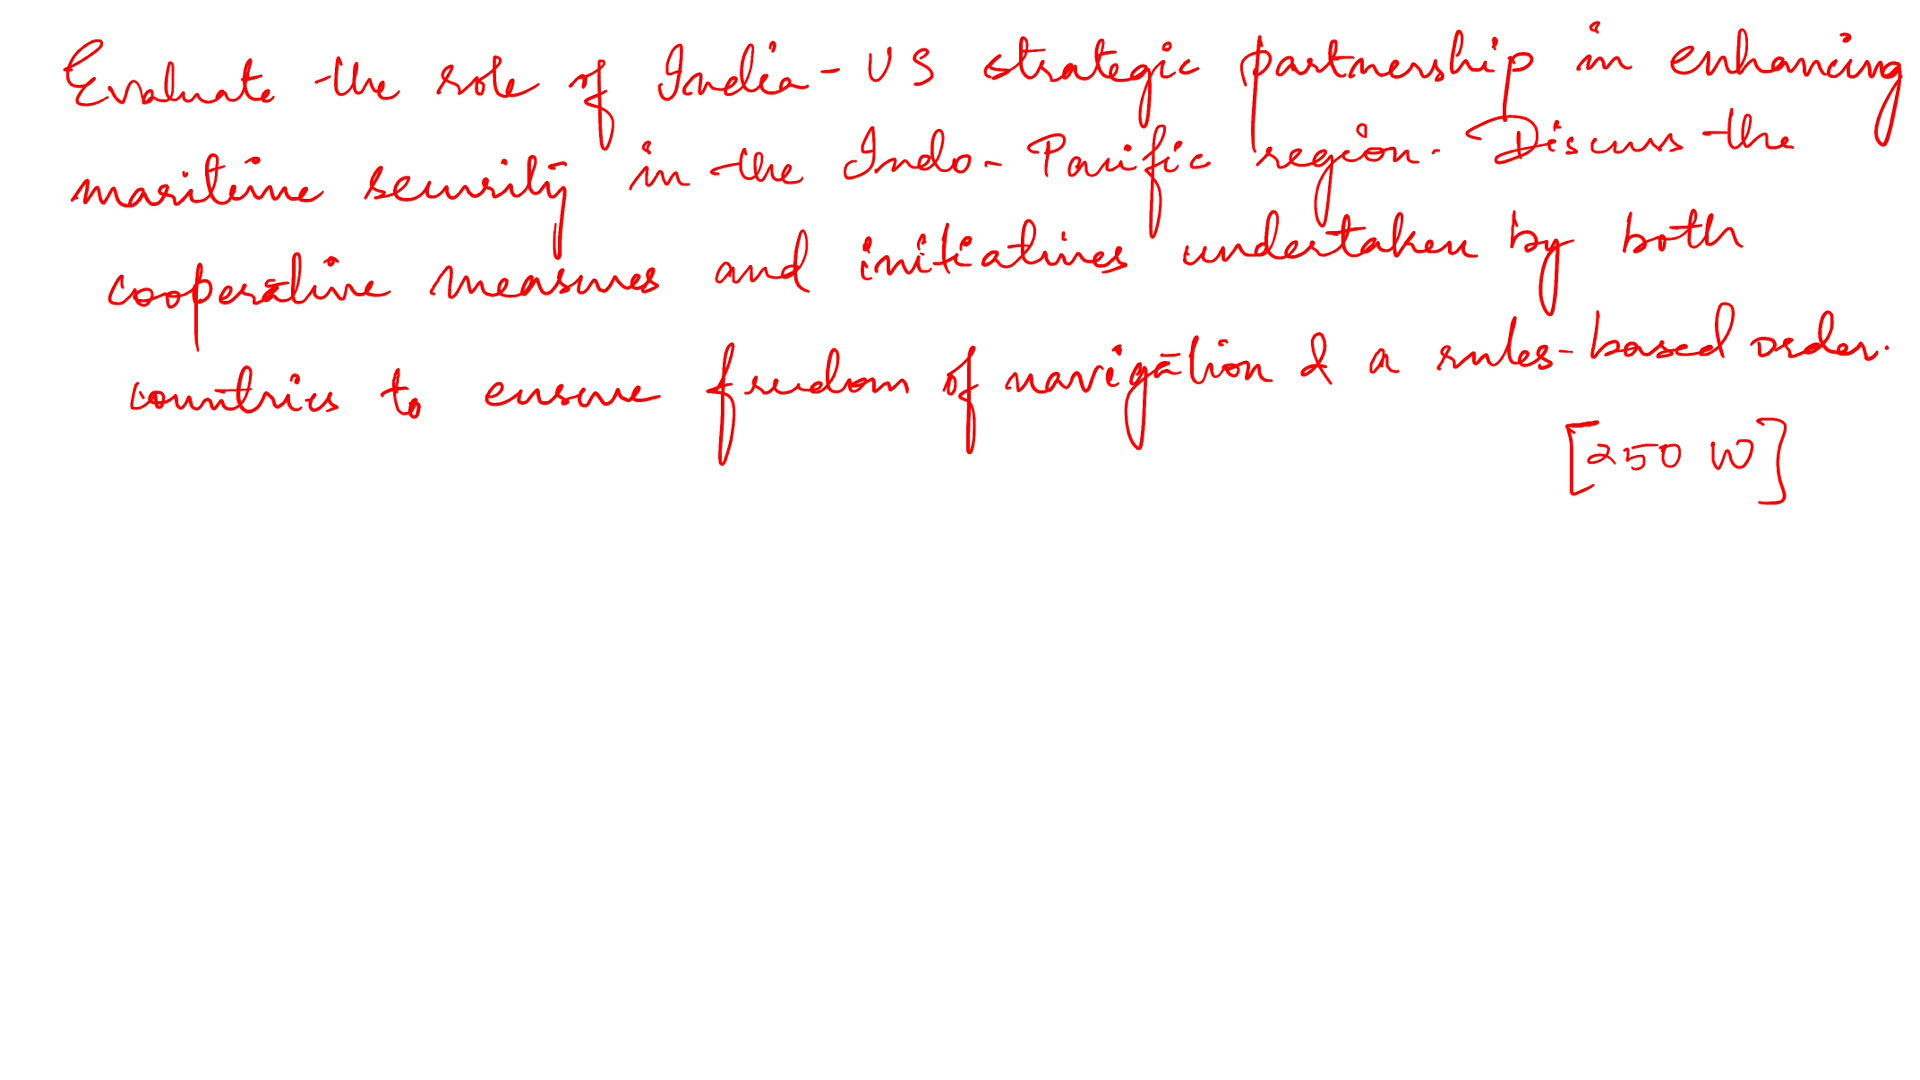 Evaluate the role of India-US strategic partnership in enhancing
maritime security in the Indo-Pacific region. Discuss the
cooperative measures and initiatives undertaken by both
countries to ensure freedom of navigation & a rules-based order.
[250 W]